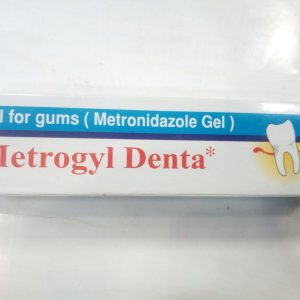 for gums ( Metronidazole Gel )
Metrogyl Denta*